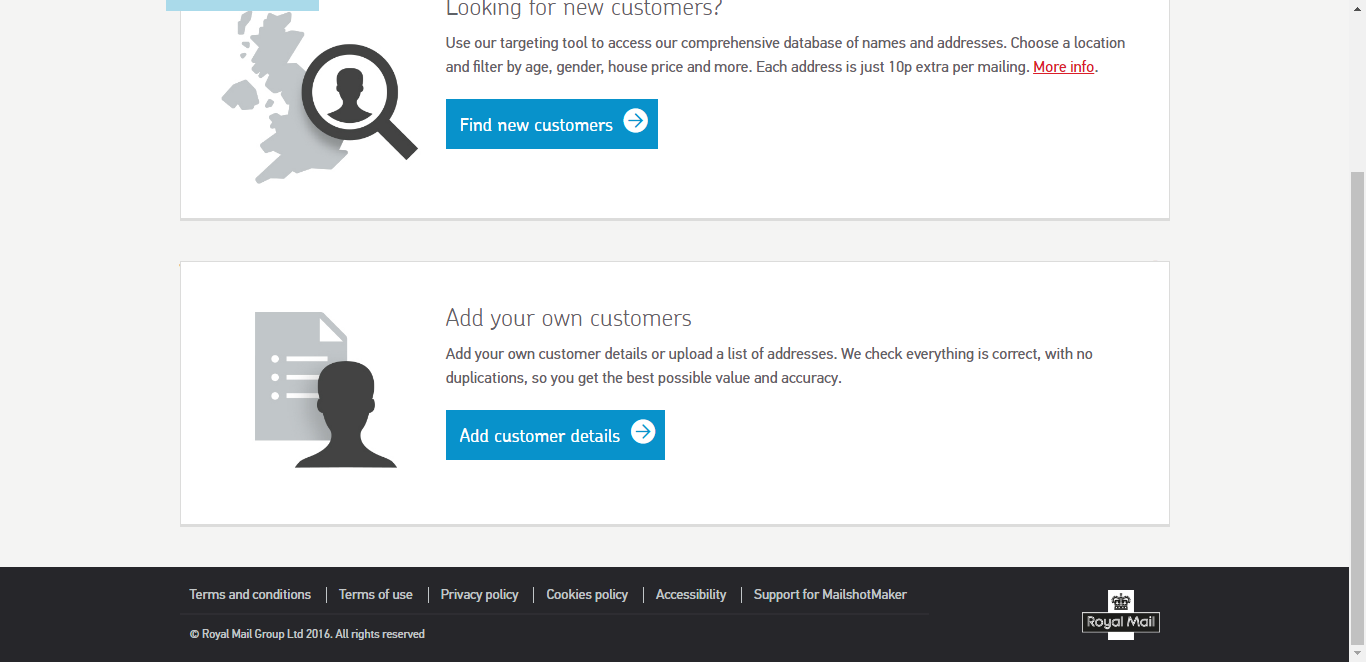 Looking for new customers?
Use our targeting tool to access our comprehensive database of names and addresses. Choose a location
and filter by age, gender, house price and more. Each address is just 10p extra per mailing. More info.
Find new customers
Add your own customers
Add your own customer details or upload a list of addresses. We check everything is correct, with no
duplications, so you get the best possible value and accuracy.
Add customer details
Terms and conditions
Terms of use
Privacy policy
Cookies policy
Accessibility
Support for MailshotMaker
© Royal Mail Group Ltd 2016. All rights reserved
Royal Mail